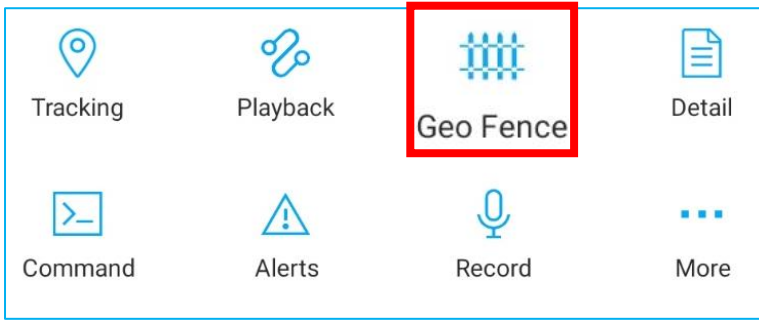 Tracking
Playback
Geo Fence
Detail
Command
Alerts
Record
More